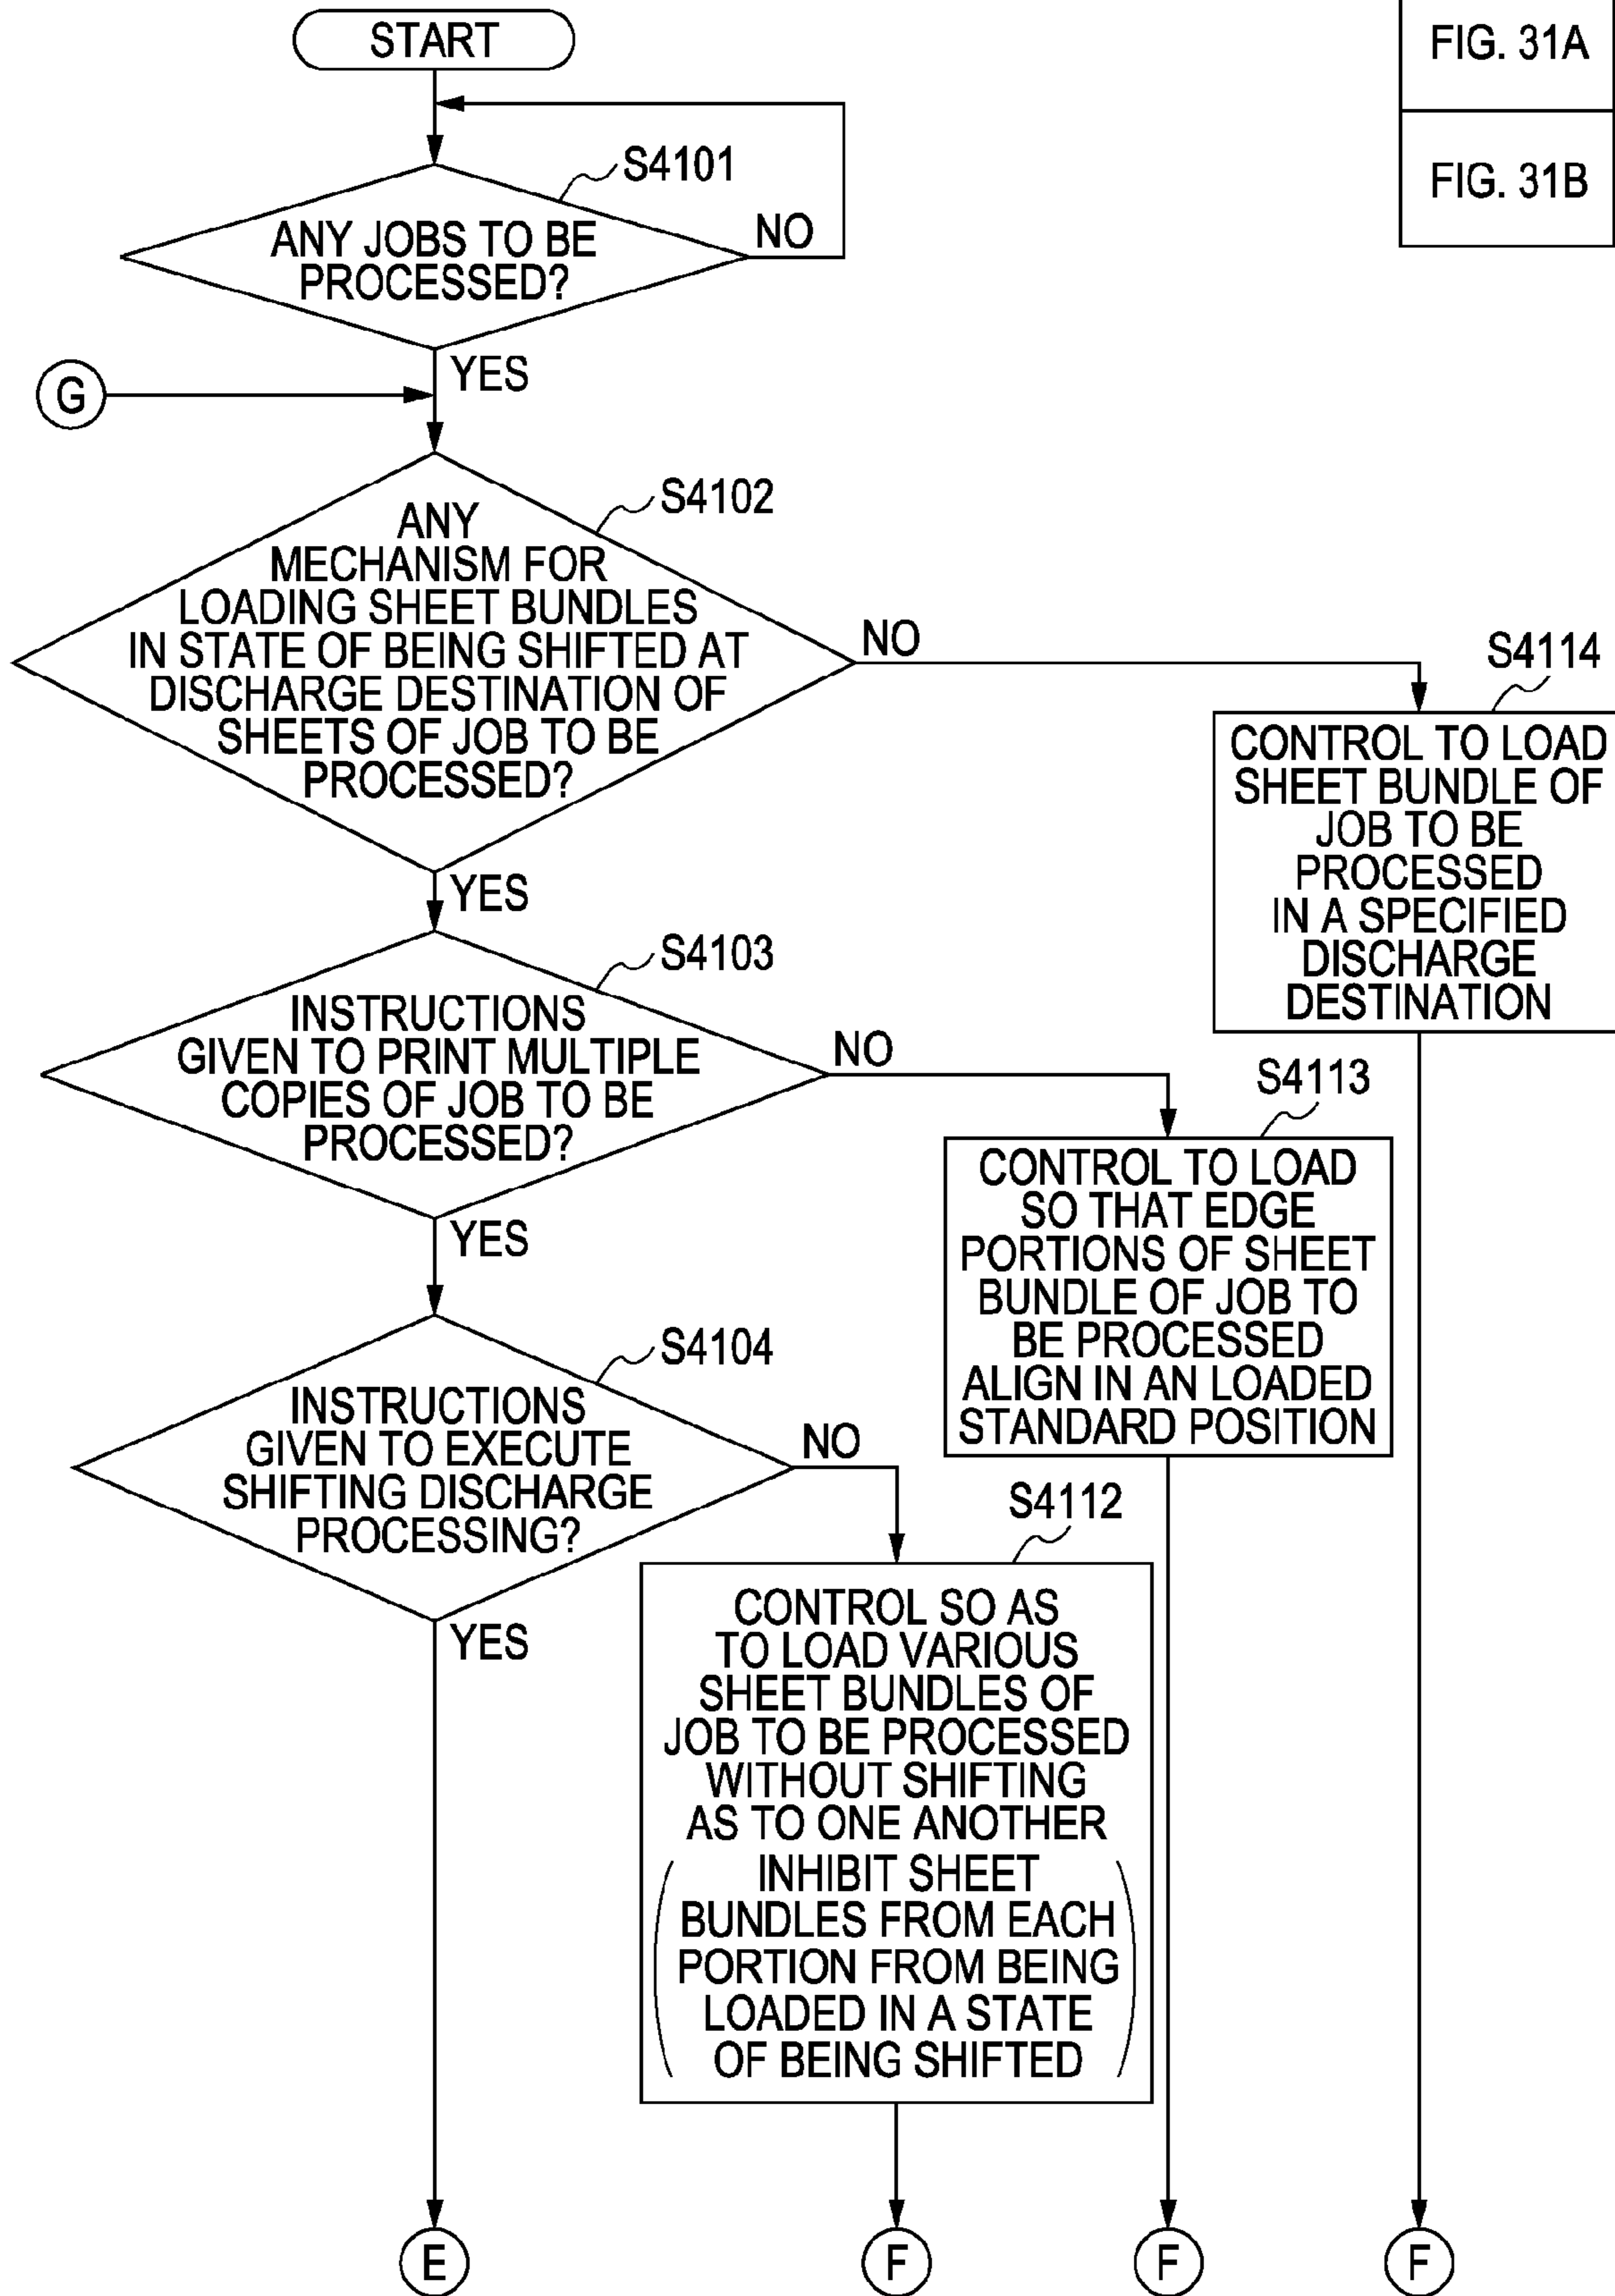 START
FIG. 31A
FIG. 31B
S4101
ANY JOBS TO BE
PROCESSED?
NO
YES
G
S4102
ANY
MECHANISM FOR
LOADING SHEET BUNDLES
IN STATE OF BEING SHIFTED AT
DISCHARGE DESTINATION OF
SHEETS OF JOB TO BE
PROCESSED?
NO
YES
S4114
CONTROL TO LOAD
SHEET BUNDLE OF
JOB TO BE
PROCESSED
IN A SPECIFIED
DISCHARGE
DESTINATION
S4103
INSTRUCTIONS
GIVEN TO PRINT MULTIPLE
COPIES OF JOB TO BE
PROCESSED?
NO
YES
S4113
CONTROL TO LOAD
SO THAT EDGE
PORTIONS OF SHEET
BUNDLE OF JOB TO
BE PROCESSED
ALIGN IN AN LOADED
STANDARD POSITION
S4104
INSTRUCTIONS
GIVEN TO EXECUTE
SHIFTING DISCHARGE
PROCESSING?
NO
YES
S4112
CONTROL SO AS
TO LOAD VARIOUS
SHEET BUNDLES OF
JOB TO BE PROCESSED
WITHOUT SHIFTING
AS TO ONE ANOTHER
INHIBIT SHEET
BUNDLES FROM EACH
PORTION FROM BEING
LOADED IN A STATE
OF BEING SHIFTED
E
F
F
F